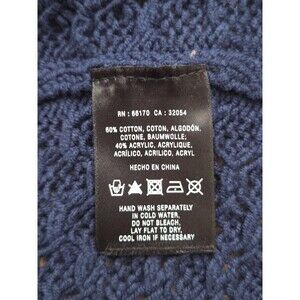 RN : 66170 CA : 32054
60% COTTON, COTON, ALGODÓN,
COTONE, BAUMWOLLE;
40% ACRYLIC, ACRYLIQUE,
ACRÍLICO, ACRILICO, ACRYL
HECHO EN CHINA
HAND WASH SEPARATELY
IN COLD WATER,
DO NOT BLEACH,
LAY FLAT TO DRY,
COOL IRON IF NECESSARY